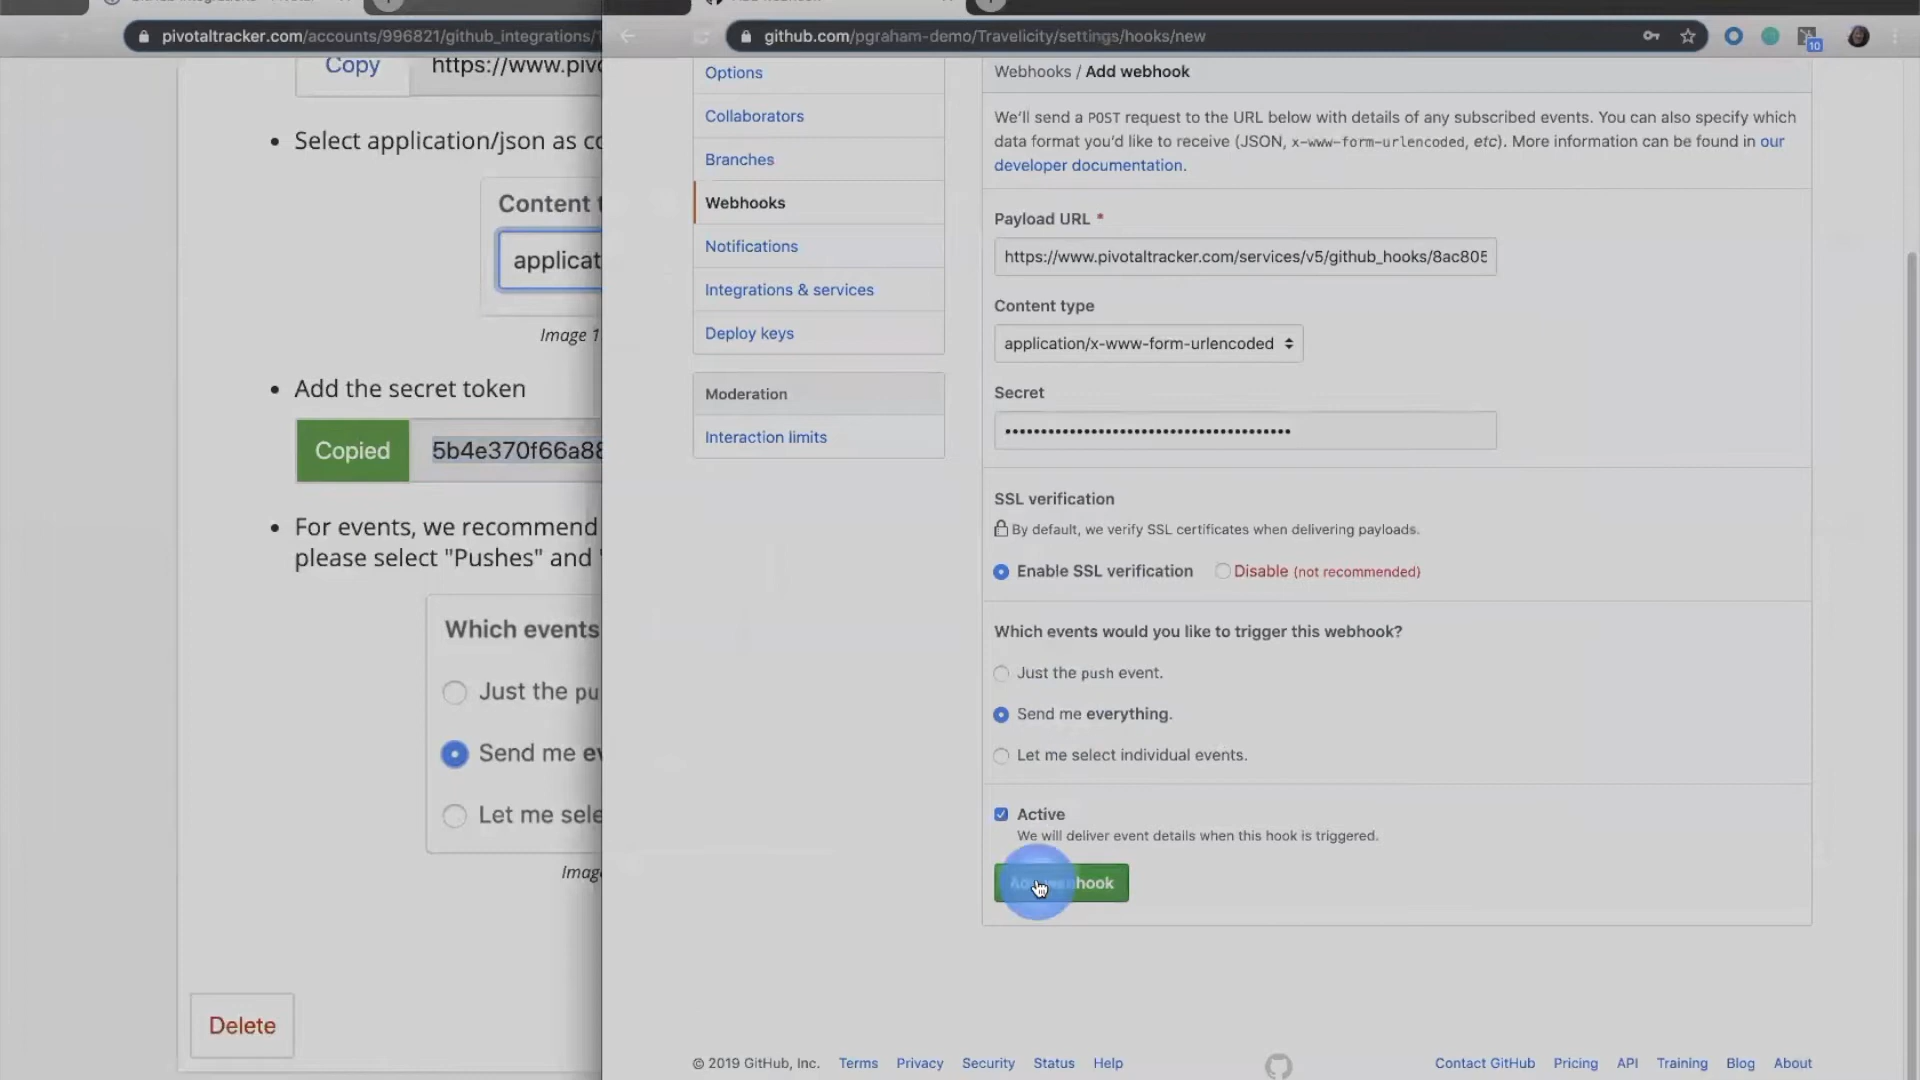 pivotaltracker.com/accounts/996821/github_integrations/
Copy
https://www.pivo
Select application/json as co
Content t
applicat
Image 1
Add the secret token
Copied
5b4e370f66a88
For events, we recommend
please select "Pushes" and "
Which events
Just the pu
Send me ev
Let me sele
Image
Delete
github.com/pgraham-demo/Travelicity/settings/hooks/new
10
Options
Collaborators
Branches
Webhooks
Notifications
Integrations & services
Deploy keys
Moderation
Interaction limits
Webhooks / Add webhook
We'll send a POST request to the URL below with details of any subscribed events. You can also specify which
data format you'd like to receive (JSON, x-www-form-urlencoded, etc). More information can be found in our
developer documentation.
Payload URL *
https://www.pivotaltracker.com/services/v5/github_hooks/8ac805
Content type
application/x-www-form-urlencoded
Secret
SSL verification
By default, we verify SSL certificates when delivering payloads.
Enable SSL verification
Disable (not recommended)
Which events would you like to trigger this webhook?
Just the push event.
Send me everything.
Let me select individual events.
Active
We will deliver event details when this hook is triggered.
Add webhook
© 2019 GitHub, Inc.
Terms
Privacy
Security
Status
Help
Contact GitHub
Pricing
API
Training
Blog
About